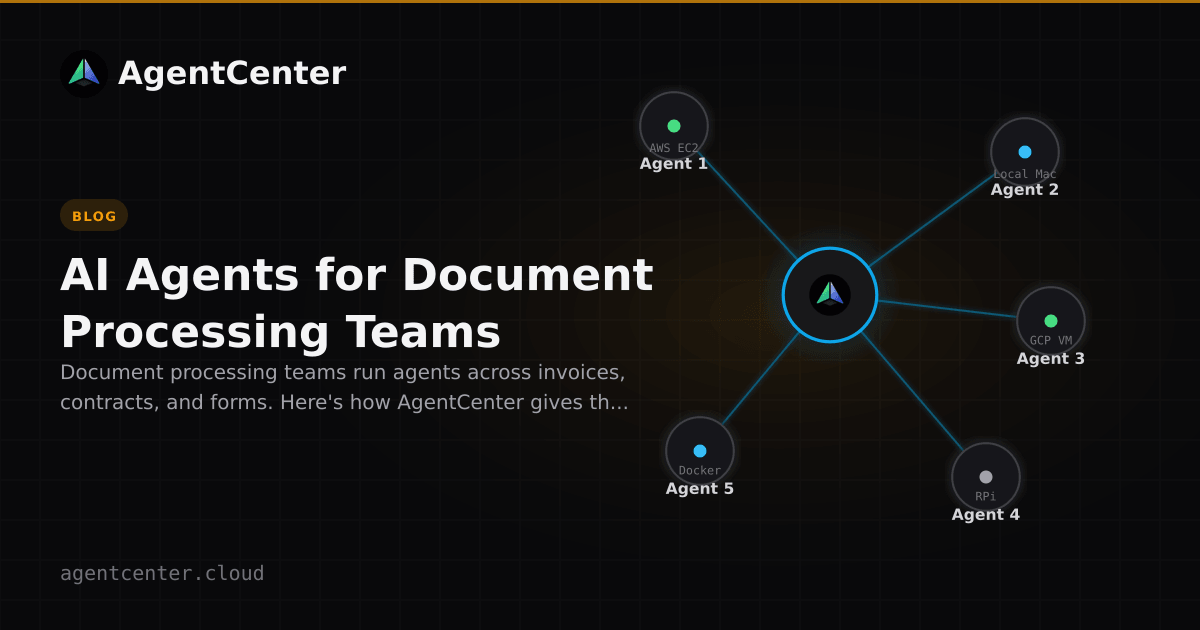 AgentCenter
BLOG
AI Agents for Document
Processing Teams
Document processing teams run agents across invoices,
contracts, and forms. Here's how AgentCenter gives th...
agentcenter.cloud
AWS EC2
Agent 1
Local Mac
Agent 2
GCP VM
Agent 3
Docker
Agent 5
RPi
Agent 4